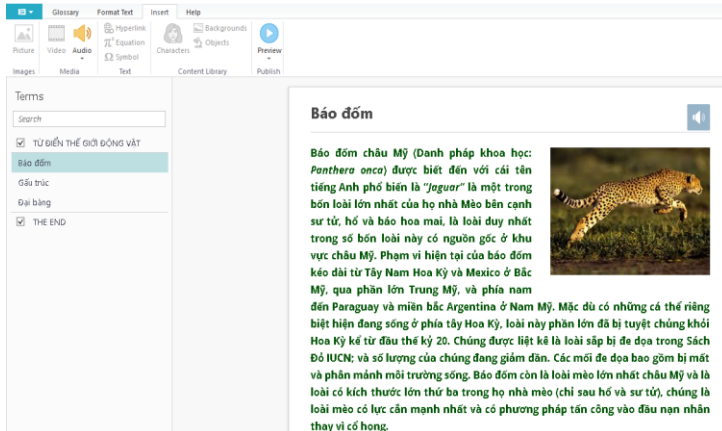 Glossary Format Text Insert Help
Picture
Video
Audio
Hyperlink
Equation
Symbol
Characters
Backgrounds
Objects
Preview
Images Media Text Content Library Publish
Terms
Search
TỪ ĐIỂN THẾ GIỚI ĐỘNG VẬT
Báo đốm
Gấu trúc
Đại bàng
THE END
Báo đốm
Báo đốm châu Mỹ (Danh pháp khoa học:
Panthera onca) được biết đến với cái tên
tiếng Anh phổ biến là "Jaguar" là một trong
bốn loài lớn nhất của họ nhà Mèo bên cạnh
sư tử, hổ và báo hoa mai, là loài duy nhất
trong số bốn loài này có nguồn gốc ở khu
vực châu Mỹ. Phạm vi hiện tại của báo đốm
kéo dài từ Tây Nam Hoa Kỳ và Mexico ở Bắc
Mỹ, qua phần lớn Trung Mỹ, và phía nam
đến Paraguay và miền bắc Argentina ở Nam Mỹ. Mặc dù có những cá thể riêng
biệt hiện đang sống ở phía tây Hoa Kỳ, loài này phần lớn đã bị tuyệt chủng khỏi
Hoa Kỳ kể từ đầu thế kỷ 20. Chúng được liệt kê là loài sắp bị đe dọa trong Sách
Đỏ IUCN; và số lượng của chúng đang giảm dần. Các mối đe dọa bao gồm bị mất
và phân mảnh môi trường sống. Báo đốm còn là loài mèo lớn nhất châu Mỹ và là
loài có kích thước lớn thứ ba trong họ nhà mèo (chỉ sau hổ và sư tử), chúng là
loài mèo có lực cắn mạnh nhất và có phương pháp tấn công vào đầu nạn nhân
thay vì cổ họng.